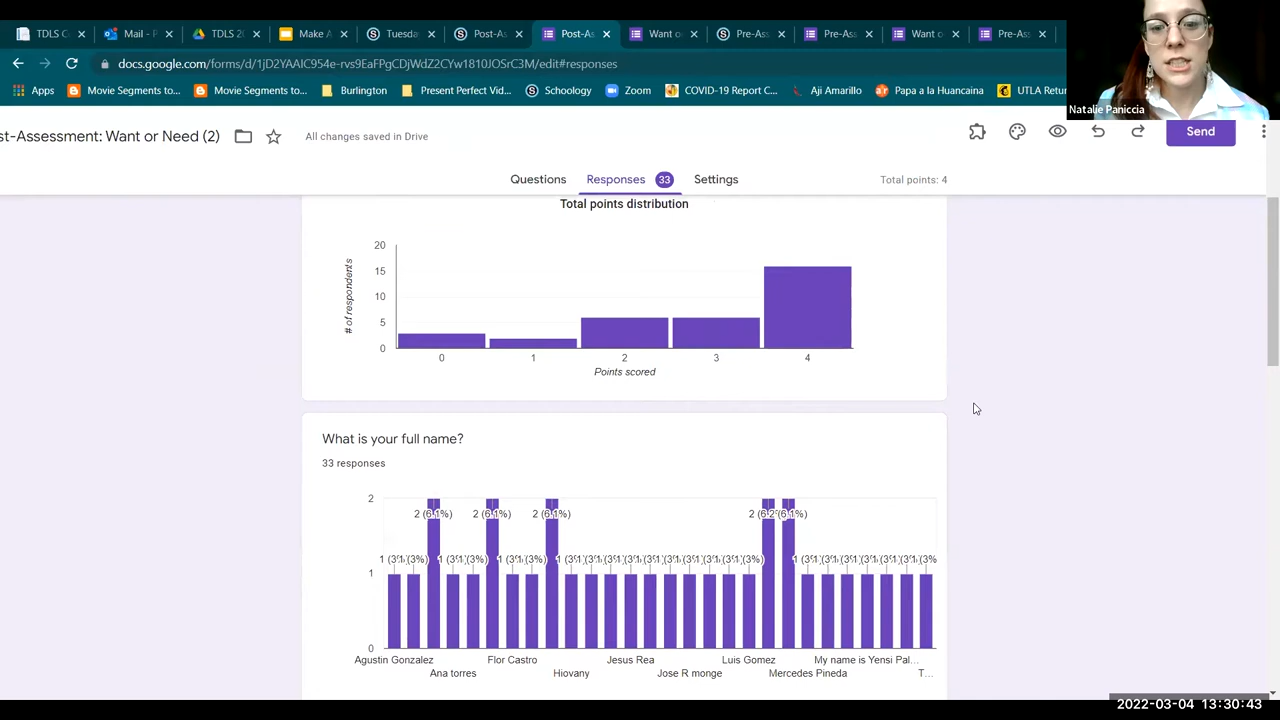 TDLS C
Mail - P
TDLS 2
Make A
Tuesda
Post-As
Post-As
Want o
Pre-Ass
Pre-Ass
Want o
Pre-Ass
docs.google.com/forms/d/1jD2YAAIC954e-rvs9EaFPgCDjWdZ2CYw1810JOSrC3M/edit#responses
Apps
Movie Segments to...
Movie Segments to...
Burlington
Present Perfect Vid...
Schoology
Zoom
COVID-19 Report C...
Aji Amarillo
Papa a la Huancaina
UTLA Retu
Natalie Paniccia
st-Assessment: Want or Need (2)
All changes saved in Drive
Send
Questions
Responses 33
Settings
Total points: 4
Total points distribution
# of respondents
20
15
10
5
0
0 1 2 3 4
Points scored
What is your full name?
33 responses
2
1
0
2 (6.1%) 2 (6.1%) 2 (6.1%)
Agustin Gonzalez
Ana torres
Flor Castro
Hiovany
Jesus Rea
Jose R monge
Luis Gomez
Mercedes Pineda
My name is Yensi Pal...
T...
2022-03-04 13:30:43